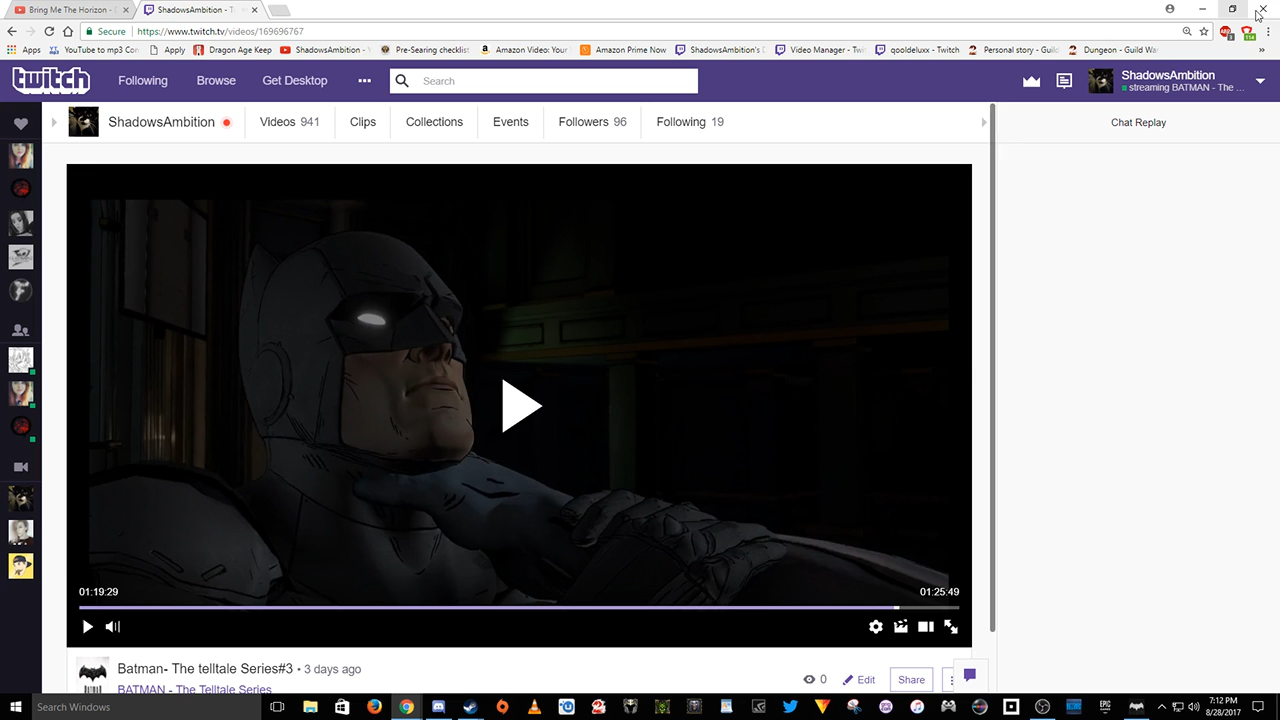 Bring Me The Horizon -
ShadowsAmbition - T
Secure
https://www.twitch.tv/videos/169696767
Apps
YouTube to mp3 Con
Apply
Dragon Age Keep
ShadowsAmbition -
Pre-Searing checklist
Amazon Your
Amazon Prime Now
ShadowsAmbition's D
Video Manager - Twi
qooldeluxx - Twitch
Personal story - Guil
Dungeon - Guild Wa
»
twitch
Following
Browse
Get Desktop
Search
ShadowsAmbition
streaming BATMAN - The ...
ShadowsAmbition
Videos 941
Clips
Collections
Events
Followers 96
Following 19
Chat Replay
01:19:29
01:25:49
Batman- The telltale Series#3 • 3 days ago
BATMAN - The Telltale Series
0
Edit
Share
Search Windows
7:12 PM
8/28/2017